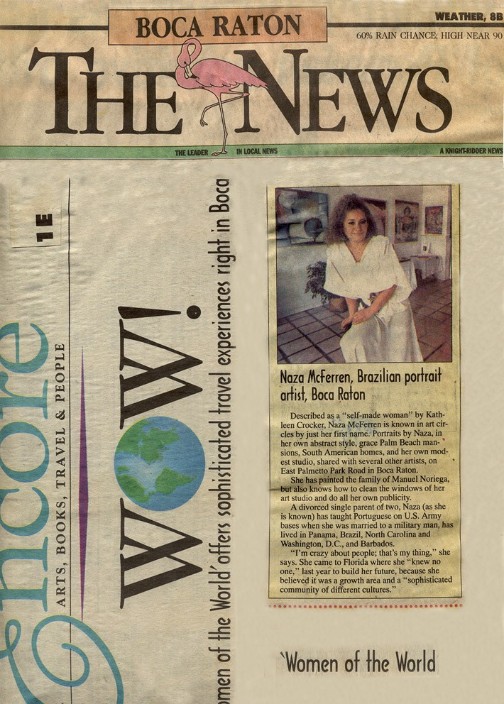 WEATHER, 8B
BOCA RATON
60% RAIN CHANCE; HIGH NEAR 90
THE NEWS
THE LEADER IN LOCAL NEWS
A KNIGHT-RIDDER NEWS
1E
ncore
ARTS, BOOKS, TRAVEL & PEOPLE
WOW!
omen of the World' offers sophisticated travel experiences right in Boca
Naza McFerren, Brazilian portrait
artist, Boca Raton
Described as a "self-made woman" by Kath-
leen Crocker, Naza McFerren is known in art cir-
cles by just her first name. Portraits by Naza, in
her own abstract style, grace Palm Beach man-
sions, South American homes, and her own mod-
est studio, shared with several other artists, on
East Palmetto Park Road in Boca Raton.
She has painted the family of Manuel Noriega,
but also knows how to clean the windows of her
art studio and do all her own publicity.
A divorced single parent of two, Naza (as she
is known) has taught Portuguese on U.S. Army
bases when she was married to a military man, has
lived in Panama, Brazil, North Carolina and
Washington, D.C., and Barbados.
"I'm crazy about people; that's my thing," she
says. She came to Florida where she "knew no
one," last year to build her future, because she
believed it was a growth area and a "sophisticated
community of different cultures."
'Women of the World